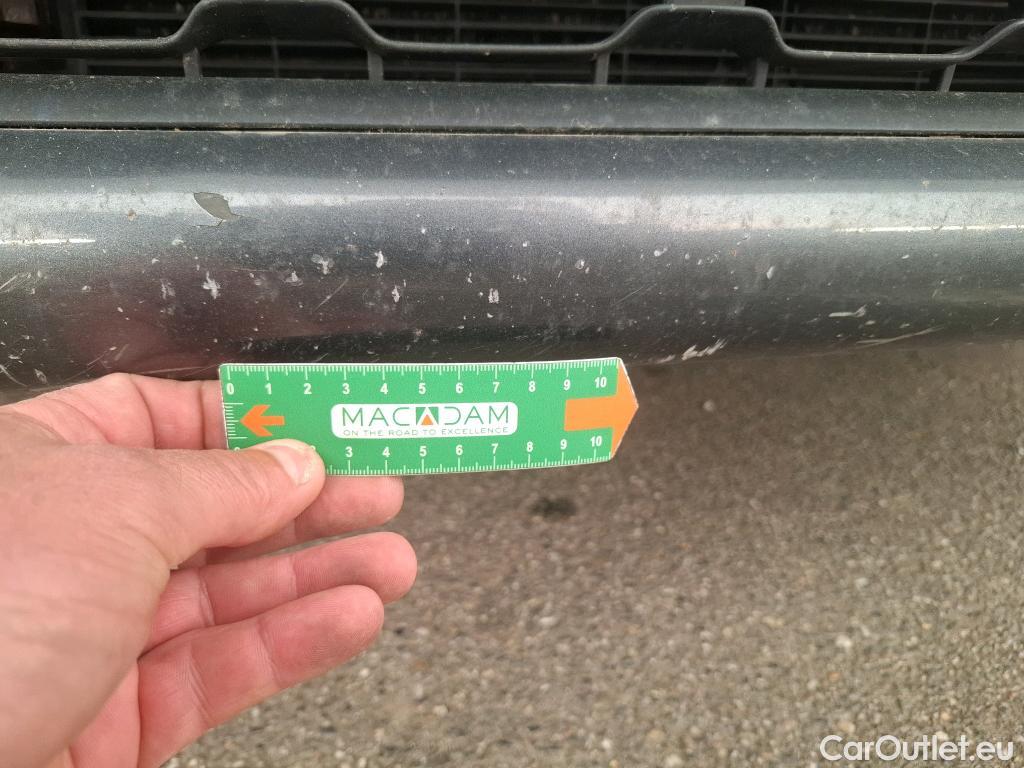 0 1 2 3 4 5 6 7 8 9 10
MACADAM
ON THE ROAD TO EXCELLENCE
3 4 5 6 7 8 9 10
CarOutlet.eu